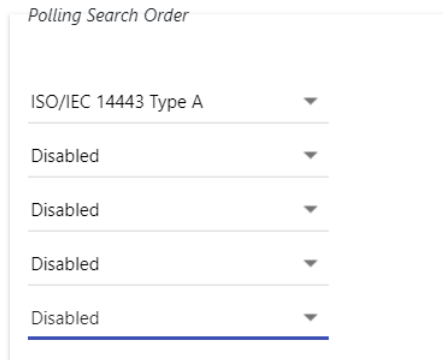 Polling Search Order
ISO/IEC 14443 Type A
Disabled
Disabled
Disabled
Disabled